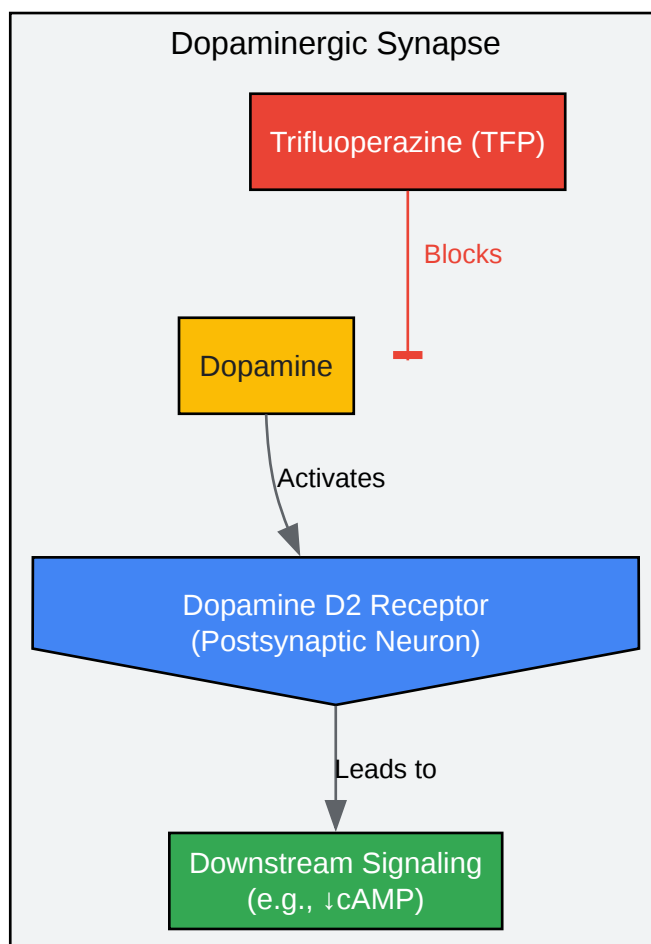 Dopaminergic Synapse
Trifluoperazine (TFP)
Blocks
Dopamine
Activates
Dopamine D2 Receptor
(Postsynaptic Neuron)
Leads to
Downstream Signaling
(e.g., ↓cAMP)